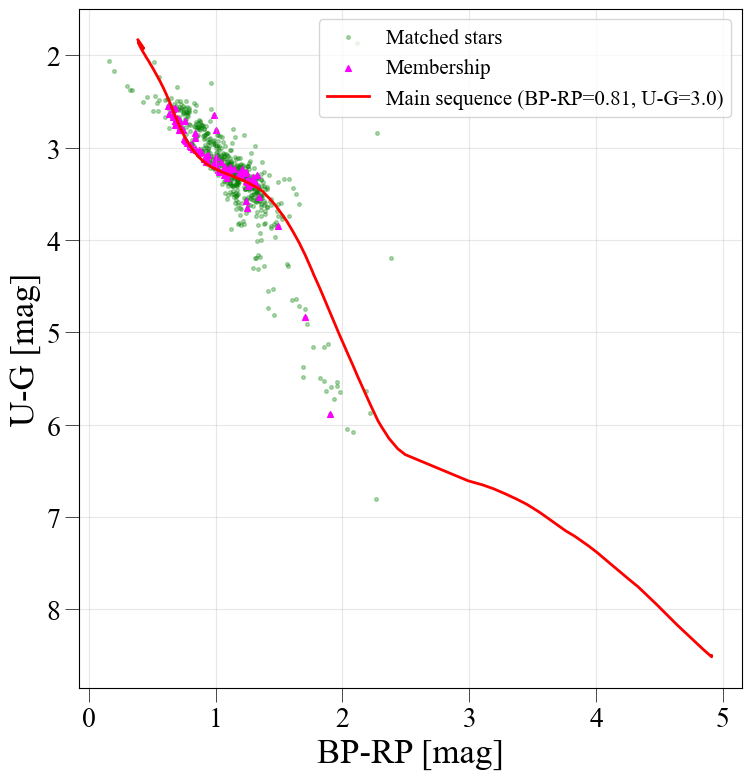 Matched stars
Membership
Main sequence (BP-RP=0.81, U-G=3.0)
2
3
4
5
6
7
8
U-G [mag]
0 1 2 3 4 5
BP-RP [mag]